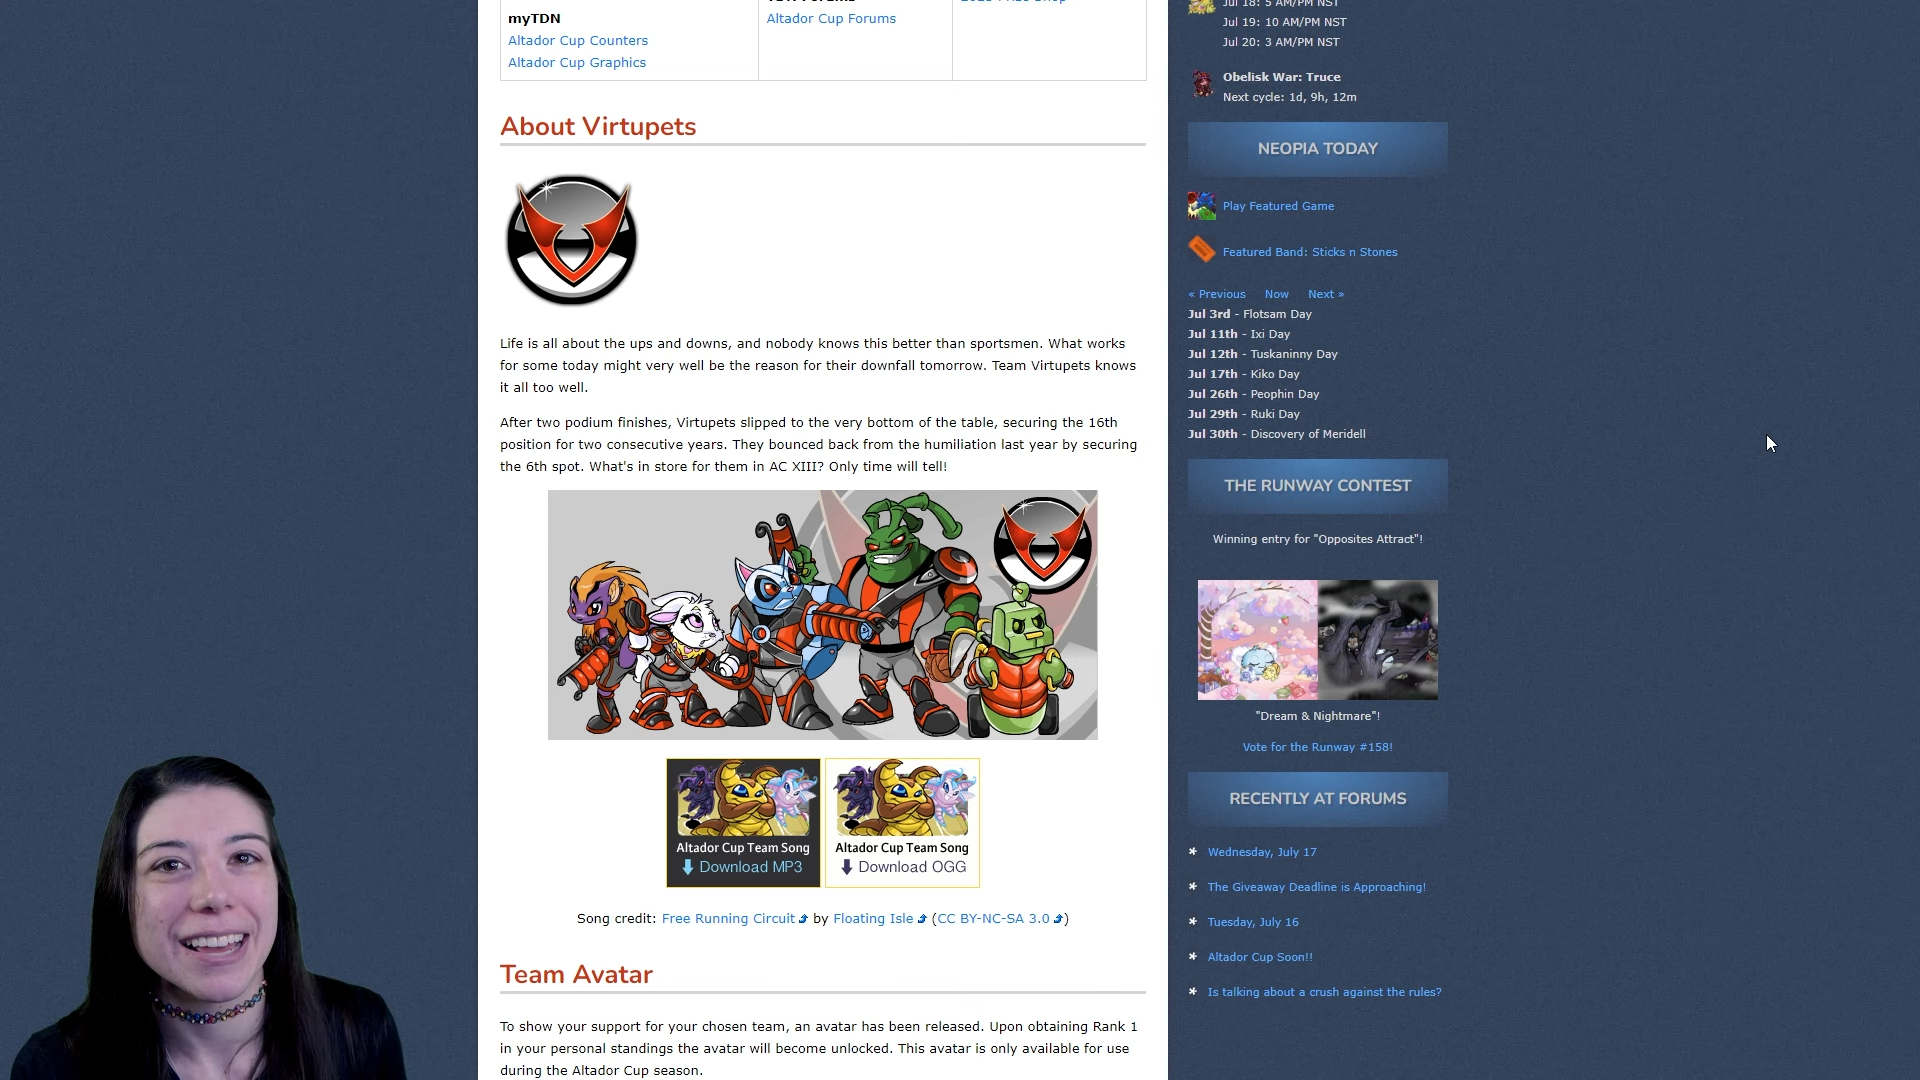 myTDN
Altador Cup Counters
Altador Cup Graphics
Altador Cup Forums
About Virtupets
Life is all about the ups and downs, and nobody knows this better than sportsmen. What works
for some today might very well be the reason for their downfall tomorrow. Team Virtupets knows
it all too well.
After two podium finishes, Virtupets slipped to the very bottom of the table, securing the 16th
position for two consecutive years. They bounced back from the humiliation last year by securing
the 6th spot. What's in store for them in AC XIII? Only time will tell!
Altador Cup Team Song
Download MP3
Altador Cup Team Song
Download OGG
Song credit: Free Running Circuit by Floating Isle (CC BY-NC-SA 3.0)
Team Avatar
To show your support for your chosen team, an avatar has been released. Upon obtaining Rank 1
in your personal standings the avatar will become unlocked. This avatar is only available for use
during the Altador Cup season.
Jul 18: 5 AM/PM NST
Jul 19: 10 AM/PM NST
Jul 20: 3 AM/PM NST
Obelisk War: Truce
Next cycle: 1d, 9h, 12m
NEOPIA TODAY
Play Featured Game
Featured Band: Sticks n Stones
« Previous Now Next »
Jul 3rd - Flotsam Day
Jul 11th - Ixi Day
Jul 12th - Tuskaninny Day
Jul 17th - Kiko Day
Jul 26th - Peophin Day
Jul 29th - Ruki Day
Jul 30th - Discovery of Meridell
THE RUNWAY CONTEST
Winning entry for "Opposites Attract"!
"Dream & Nightmare"!
Vote for the Runway #158!
RECENTLY AT FORUMS
* Wednesday, July 17
* The Giveaway Deadline is Approaching!
* Tuesday, July 16
* Altador Cup Soon!!
* Is talking about a crush against the rules?